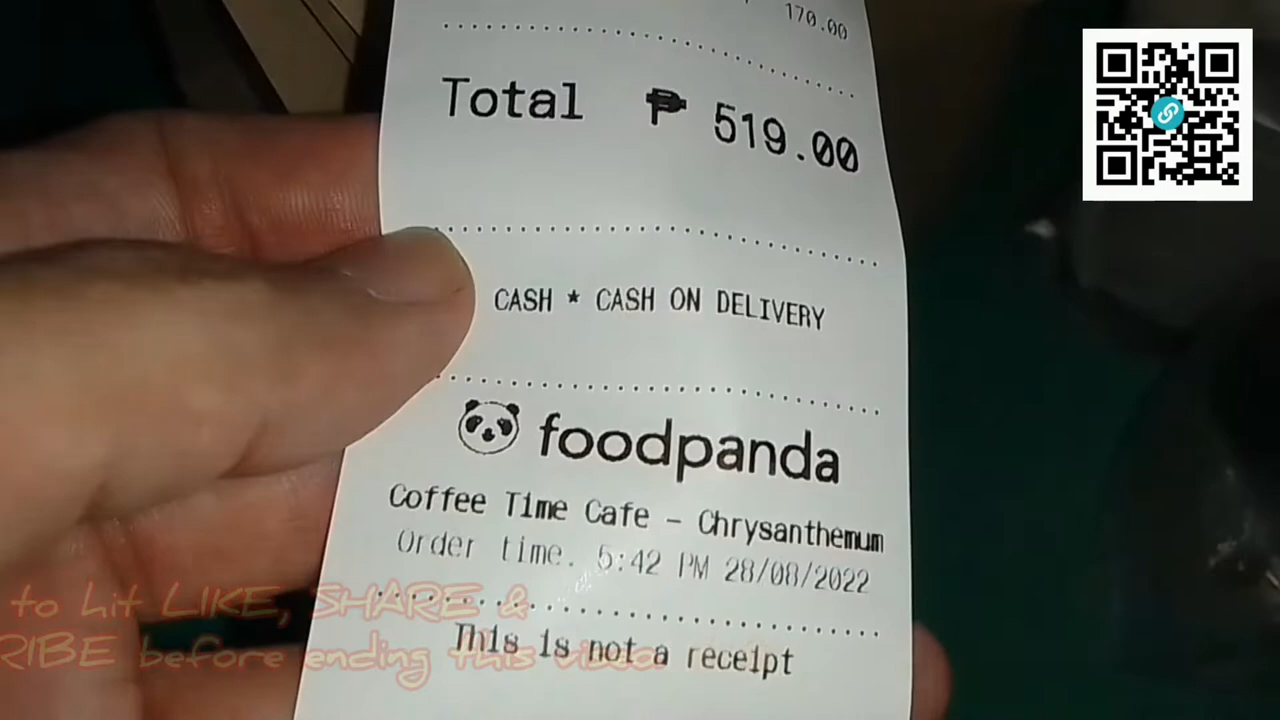 170.00
Total ₱ 519.00
CASH * CASH ON DELIVERY
foodpanda
Coffee Time Cafe - Chrysanthemum
Order time. 5:42 PM 28/08/2022
This is not a receipt
to hit LIKE, SHARE &
RIBE before ending this video